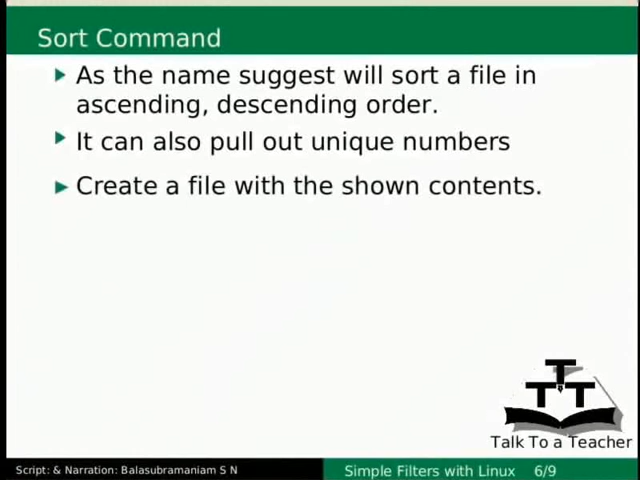 Sort Command
As the name suggest will sort a file in
ascending, descending order.
It can also pull out unique numbers
Create a file with the shown contents.
T T T
Talk To a Teacher
Script: & Narration: Balasubramaniam S N
Simple Filters with Linux 6/9